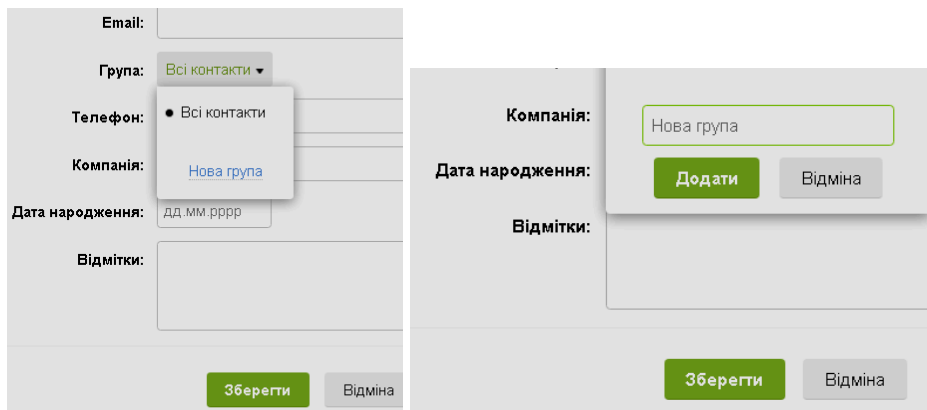 Email:
Група: Всі контакти
• Всі контакти
Телефон:
Компанія:
Нова група
Дата народження: дд.мм.рррр
Відмітки:
Зберегти Відміна
Компанія:
Нова група
Дата народження:
Додати Відміна
Відмітки:
Зберегти Відміна